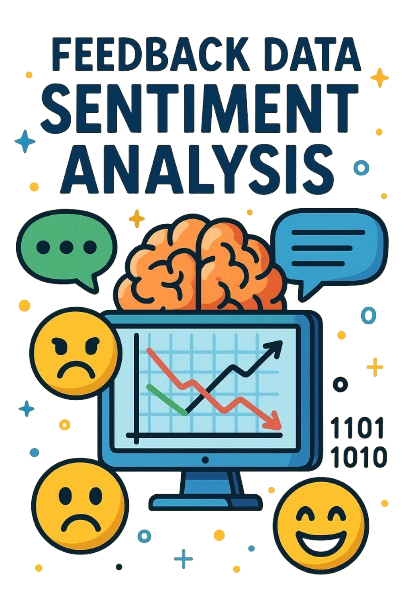 FEEDBACK DATA
SENTIMENT
ANALYSIS
1101
1010